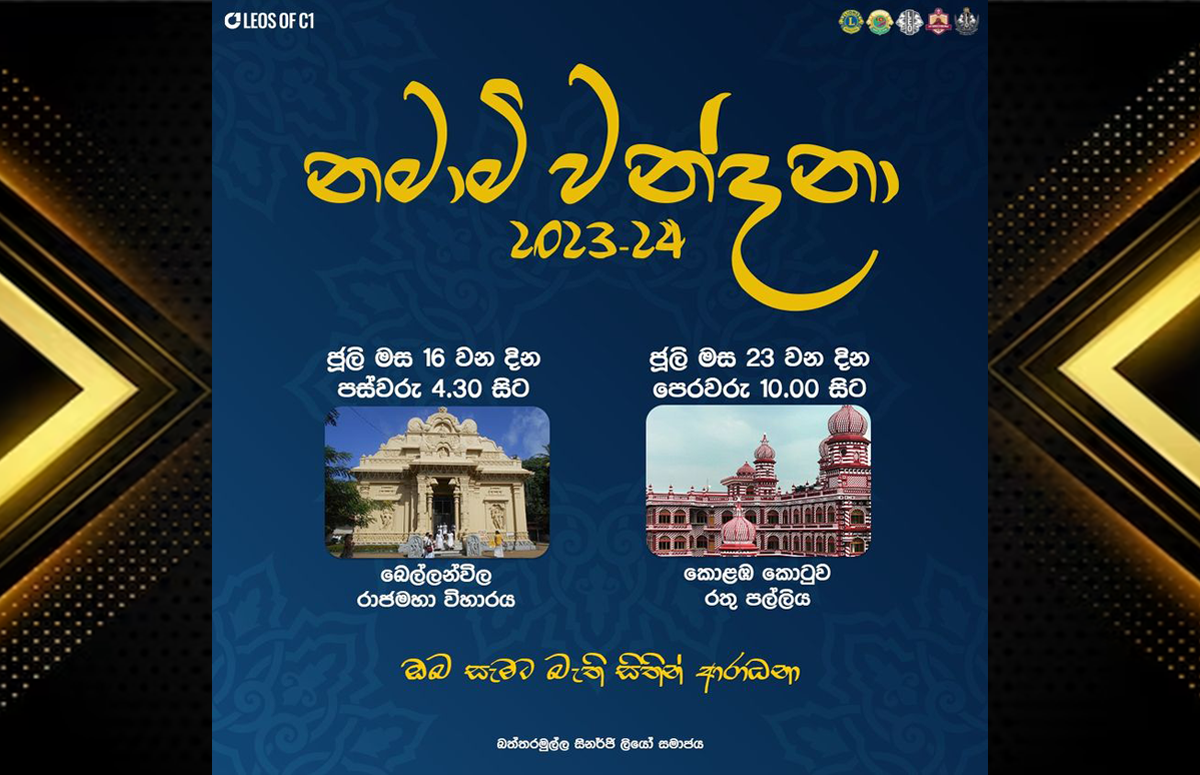 LEOS OF C1
නමාමි වන්දනා
2023-24
ජූලි මස 16 වන දින
පස්වරු 4.30 සිට
ජූලි මස 23 වන දින
පෙරවරු 10.00 සිට
බෙල්ලන්විල
රාජමහා විහාරය
කොළඹ කොටුව
රතු පල්ලිය
ඔබ සැමට බැති සිතින් ආරාධනා
බත්තරමුල්ල සිනර්ජි ලියෝ සමාජය